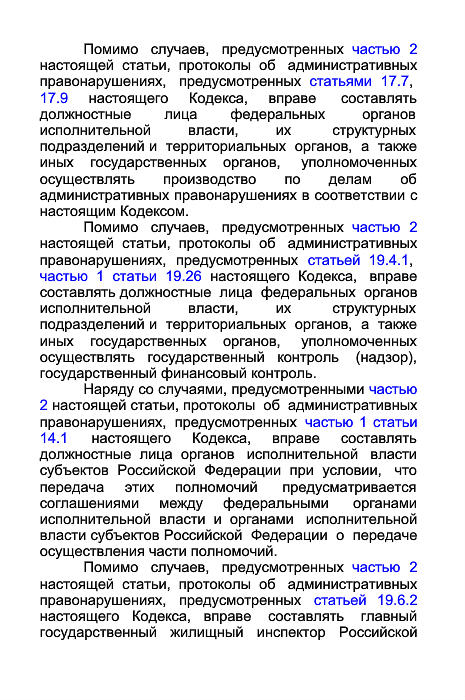 Помимо случаев, предусмотренных частью 2
настоящей статьи, протоколы об административных
правонарушениях, предусмотренных статьями 17.7,
17.9 настоящего Кодекса, вправе составлять
должностные лица федеральных органов
исполнительной власти, их структурных
подразделений и территориальных органов, а также
иных государственных органов, уполномоченных
осуществлять производство по делам об
административных правонарушениях в соответствии с
настоящим Кодексом.
Помимо случаев, предусмотренных частью 2
настоящей статьи, протоколы об административных
правонарушениях, предусмотренных статьей 19.4.1,
частью 1 статьи 19.26 настоящего Кодекса, вправе
составлять должностные лица федеральных органов
исполнительной власти, их структурных
подразделений и территориальных органов, а также
иных государственных органов, уполномоченных
осуществлять государственный контроль (надзор),
государственный финансовый контроль.
Наряду со случаями, предусмотренными частью
2 настоящей статьи, протоколы об административных
правонарушениях, предусмотренных частью 1 статьи
14.1 настоящего Кодекса, вправе составлять
должностные лица органов исполнительной власти
субъектов Российской Федерации при условии, что
передача этих полномочий предусматривается
соглашениями между федеральными органами
исполнительной власти и органами исполнительной
власти субъектов Российской Федерации о передаче
осуществления части полномочий.
Помимо случаев, предусмотренных частью 2
настоящей статьи, протоколы об административных
правонарушениях, предусмотренных статьей 19.6.2
настоящего Кодекса, вправе составлять главный
государственный жилищный инспектор Российской